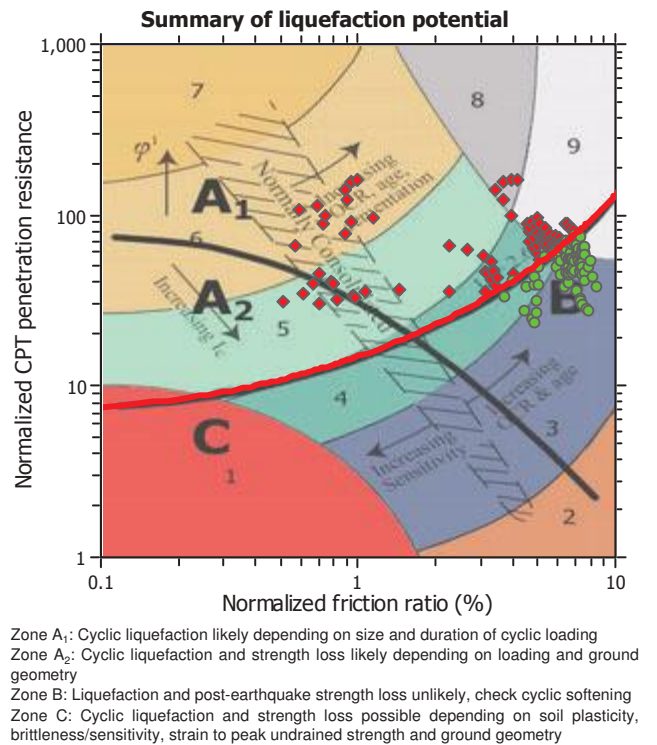 Summary of liquefaction potential
Normalized CPT penetration resistance
1,000
100
10
1
0.1
1
10
Normalized friction ratio (%)
7
8
9
φ'
A1
Increasing
OCR, age,
cementation
Normally Consolidated
6
A2
Increasing Ic
5
B
4
Increasing
OCR & age
3
C
1
Increasing
Sensitivity
2
Zone A1: Cyclic liquefaction likely depending on size and duration of cyclic loading
Zone A2: Cyclic liquefaction and strength loss likely depending on loading and ground
geometry
Zone B: Liquefaction and post-earthquake strength loss unlikely, check cyclic softening
Zone C: Cyclic liquefaction and strength loss possible depending on soil plasticity,
brittleness/sensitivity, strain to peak undrained strength and ground geometry